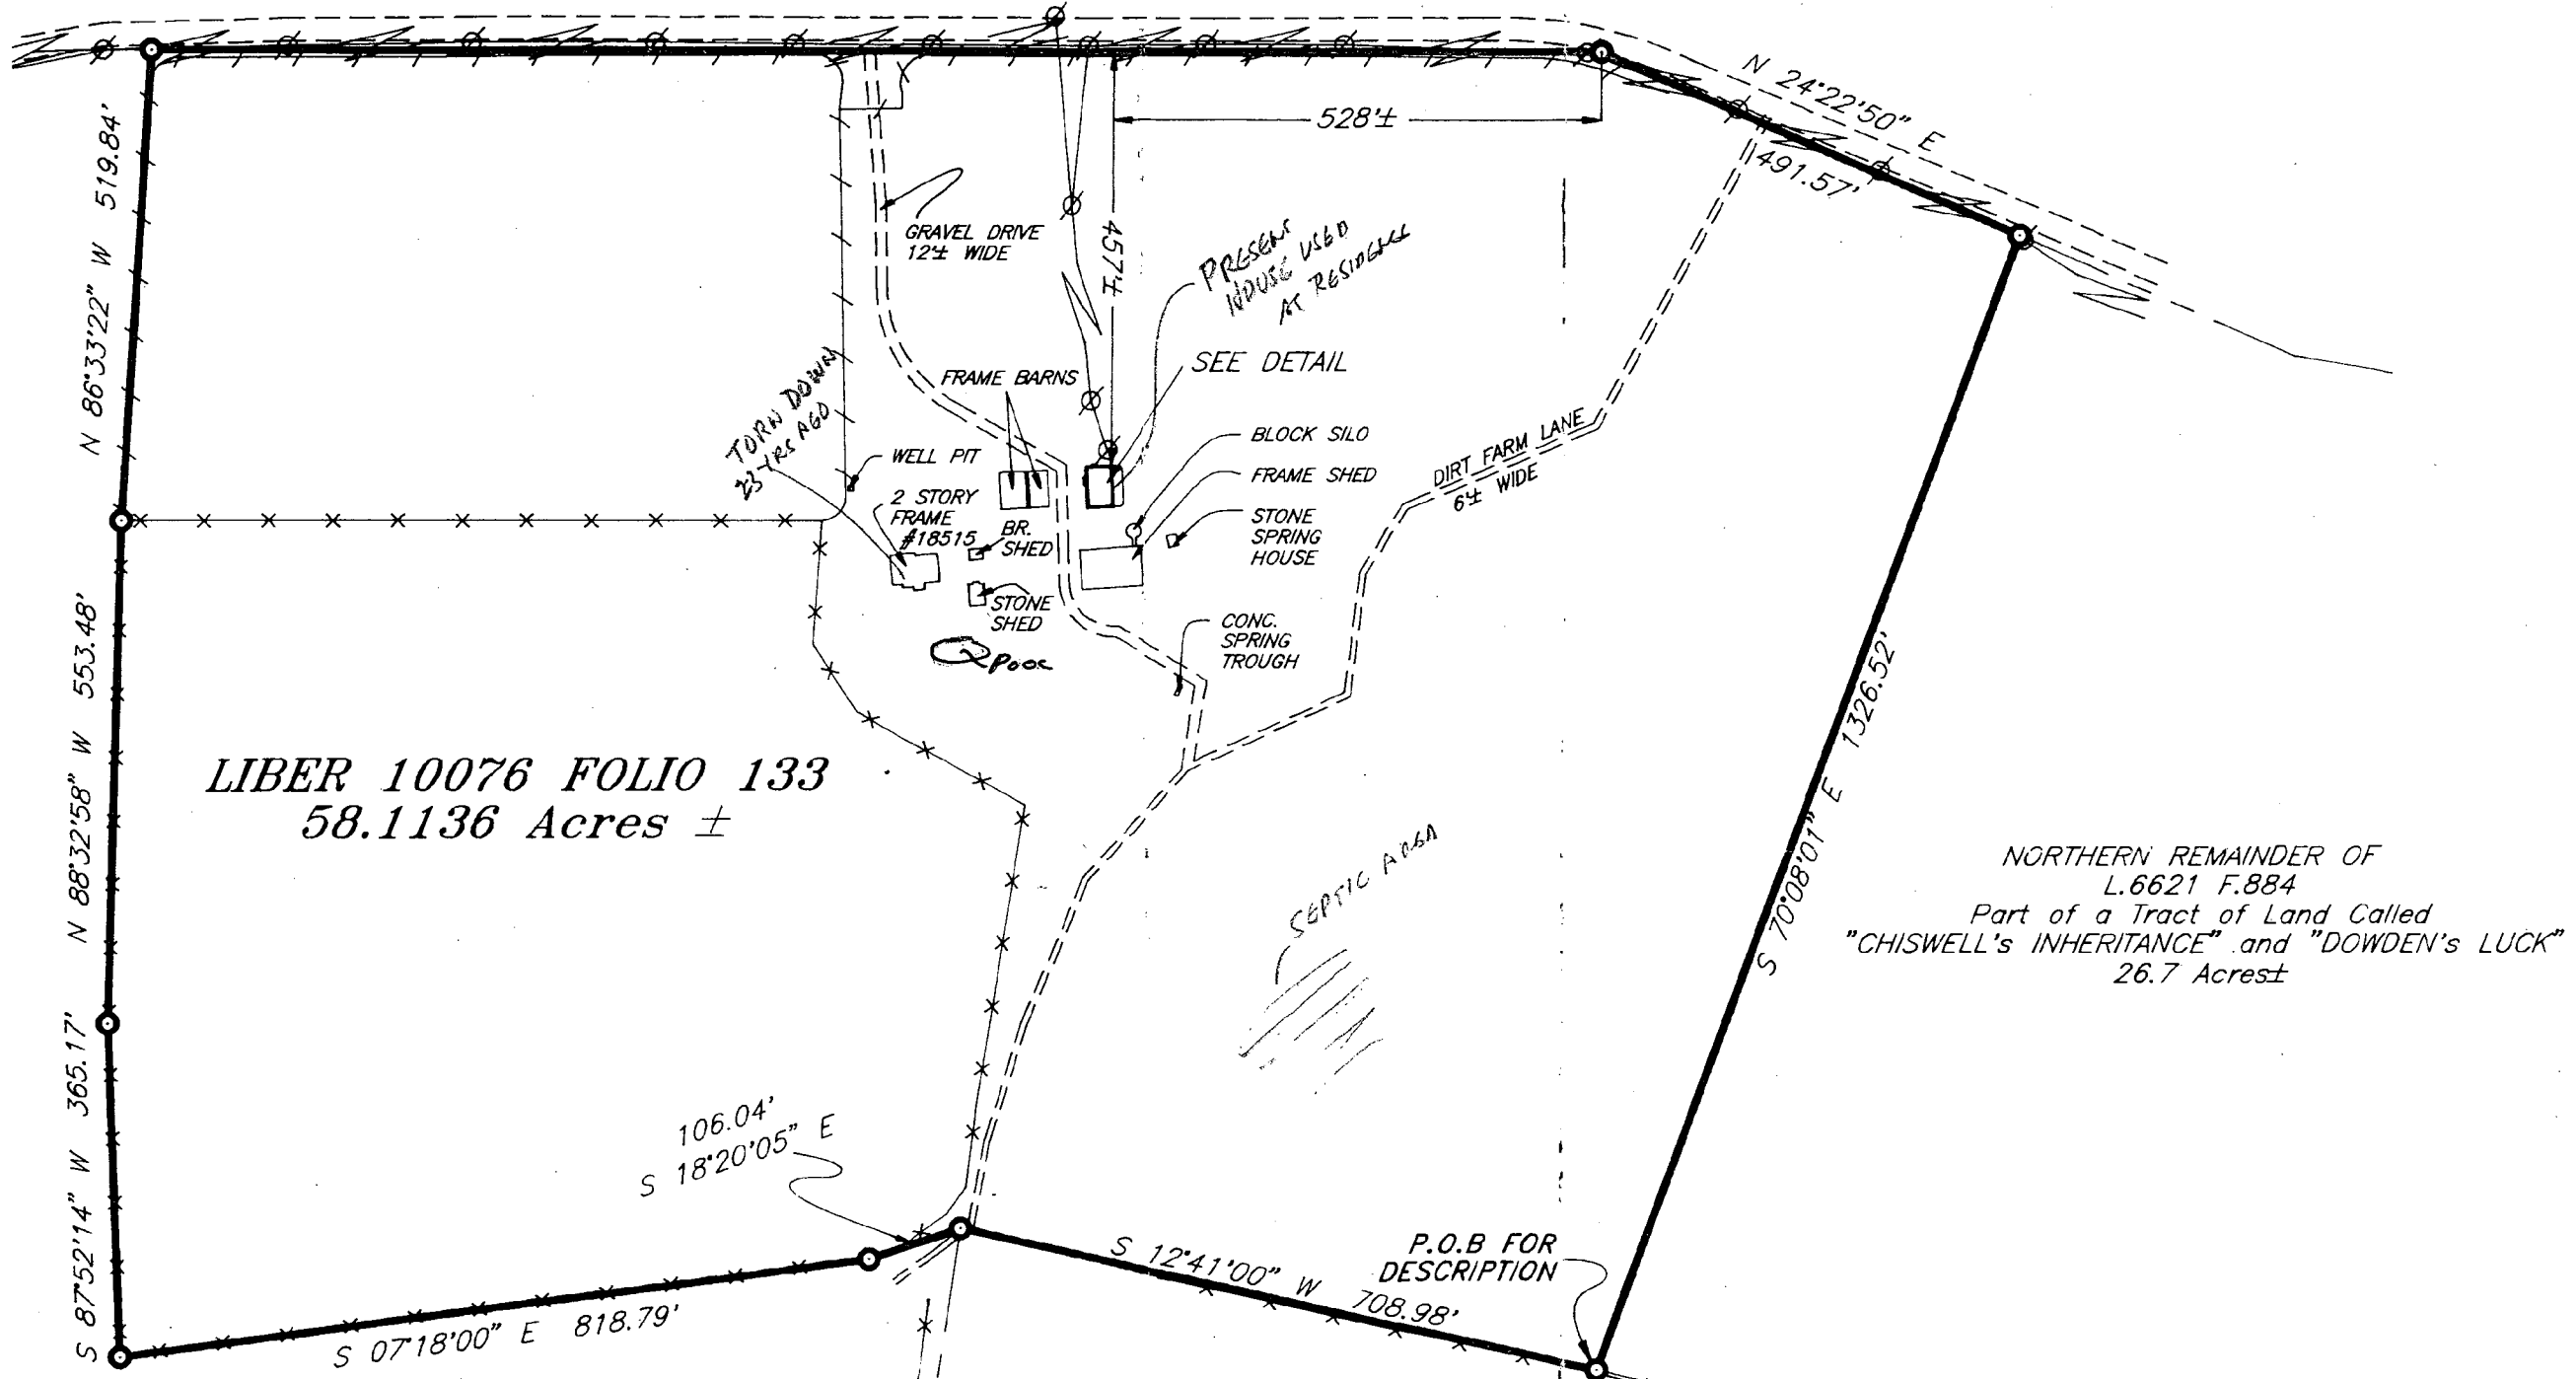 N 24°22'50" E
491.57'
528'±
N 86°33'22" W 519.84'
GRAVEL DRIVE
12'± WIDE
457'±
PRESENT
HOUSE USED
AT RESIDENCE
SEE DETAIL
FRAME BARNS
TORN DOWN
23 YRS AGO
WELL PIT
BLOCK SILO
FRAME SHED
DIRT FARM LANE
6'± WIDE
2 STORY
FRAME
#18515
BR.
SHED
STONE
SPRING
HOUSE
STONE
SHED
POOL
CONC.
SPRING
TROUGH
N 88°32'58" W 553.48'
S 70°08'01" E 1326.52'
LIBER 10076 FOLIO 133
58.1136 Acres ±
SEPTIC AREA
NORTHERN REMAINDER OF
L.6621 F.884
Part of a Tract of Land Called
"CHISWELL's INHERITANCE" and "DOWDEN's LUCK"
26.7 Acres±
S 87°52'14" W 365.17'
106.04'
S 18°20'05" E
S 07°18'00" E 818.79'
S 12°41'00" W 708.98'
P.O.B FOR
DESCRIPTION